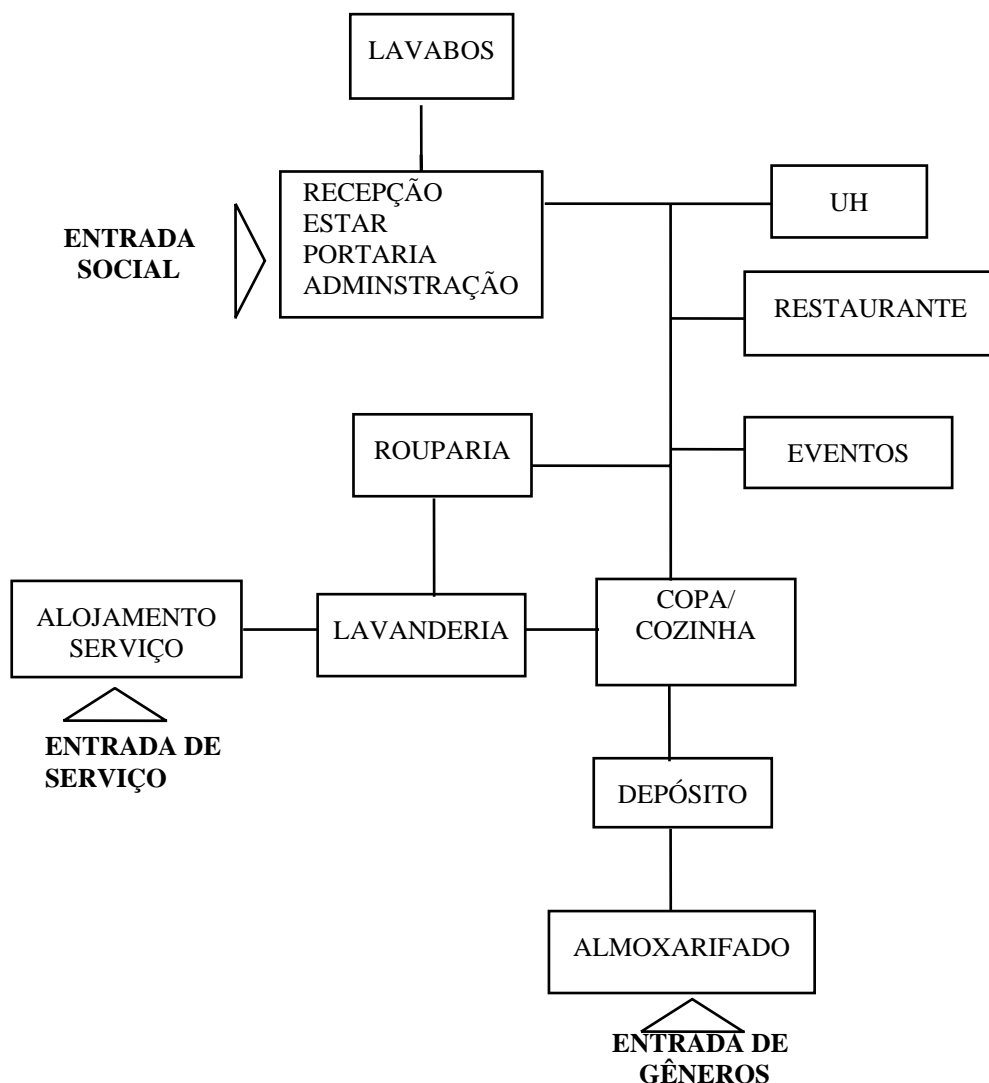 LAVABOS
RECEPÇÃO
ESTAR
PORTARIA
ADMINSTRAÇÃO
ENTRADA
SOCIAL
UH
RESTAURANTE
ROUPARIA
EVENTOS
ALOJAMENTO
SERVIÇO
LAVANDERIA
COPA/
COZINHA
ENTRADA DE
SERVIÇO
DEPÓSITO
ALMOXARIFADO
ENTRADA DE
GÊNEROS